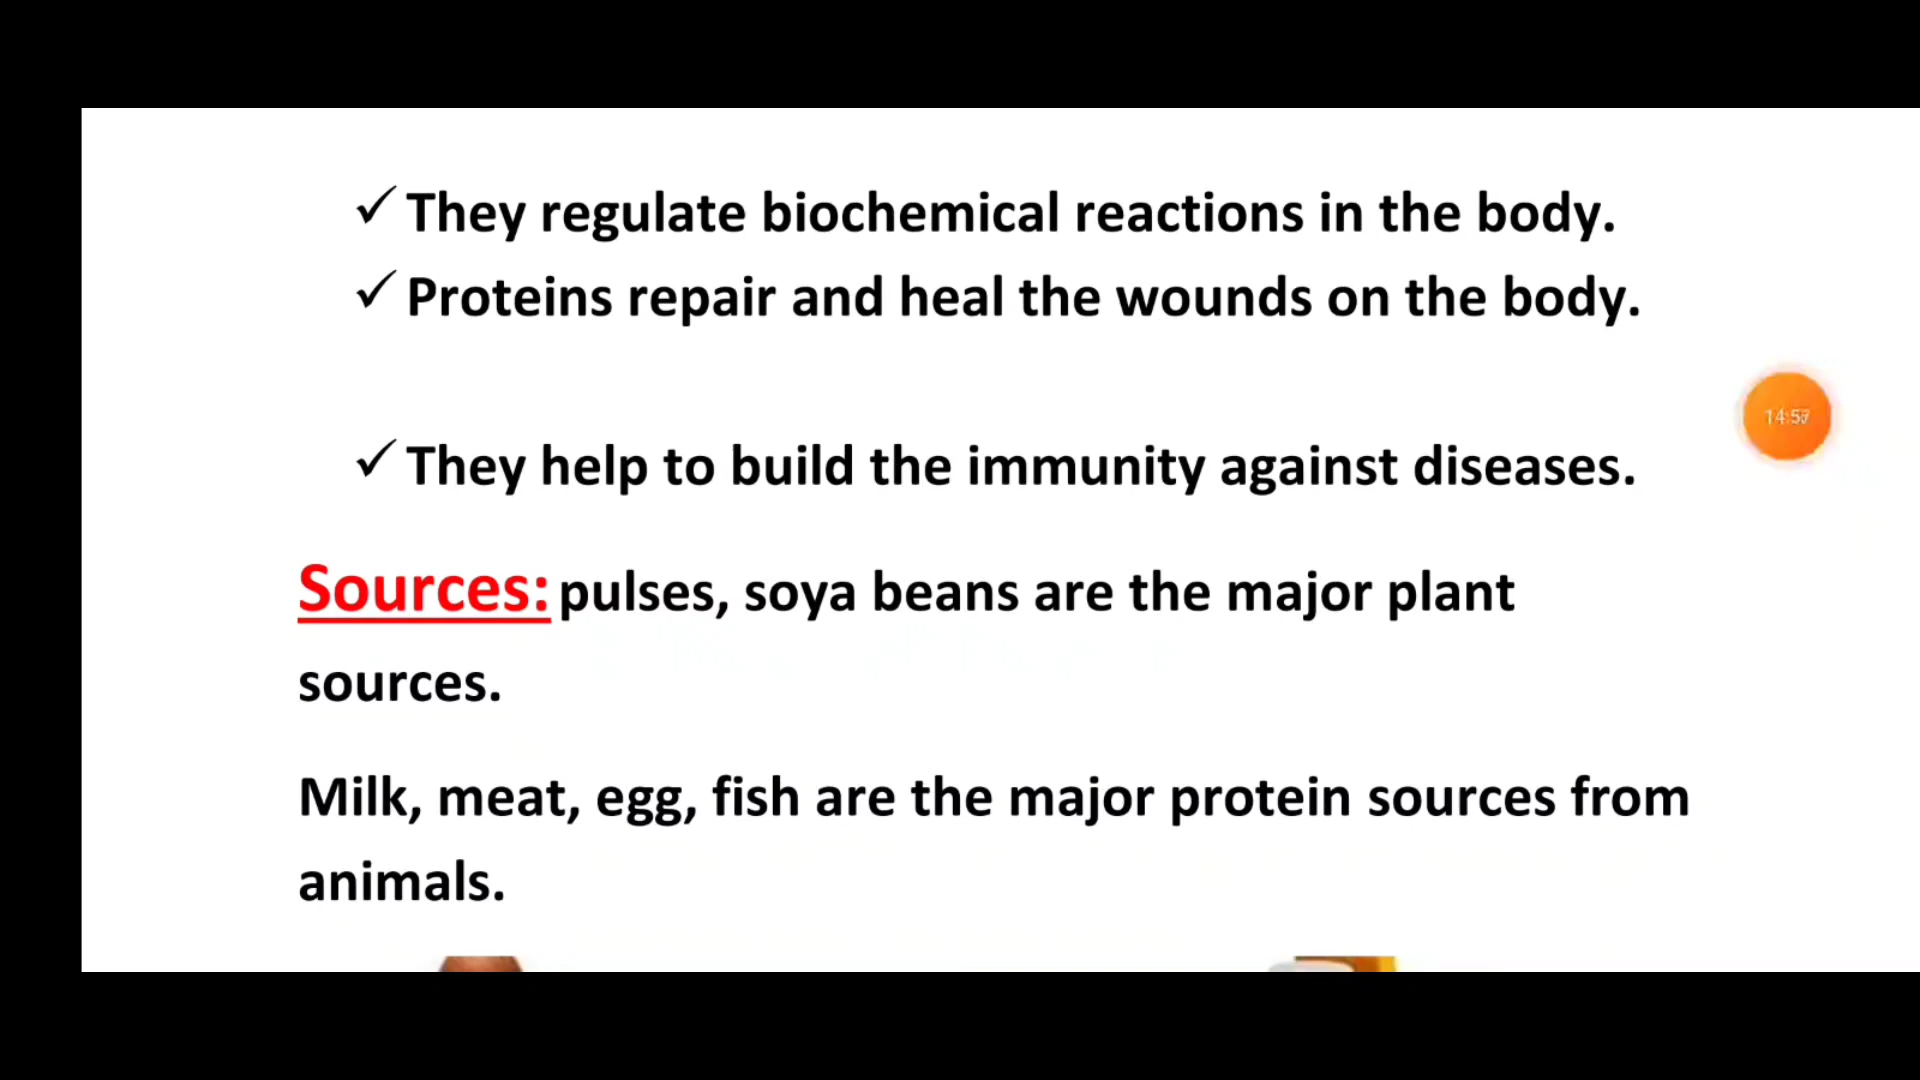 ✓ They regulate biochemical reactions in the body.
✓ Proteins repair and heal the wounds on the body.
✓ They help to build the immunity against diseases.
Sources: pulses, soya beans are the major plant
sources.
Milk, meat, egg, fish are the major protein sources from
animals.